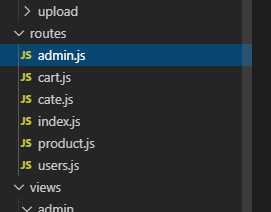 upload
routes
JS admin.js
JS cart.js
JS cate.js
JS index.js
JS product.js
JS users.js
views
admin